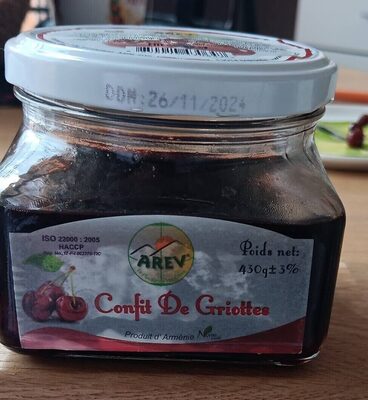 DDM:26/11/2024
ISO 22000 : 2005
HACCP
AREV
Poids net:
430g±3%
Confit De Griottes
Produit d'Arménie